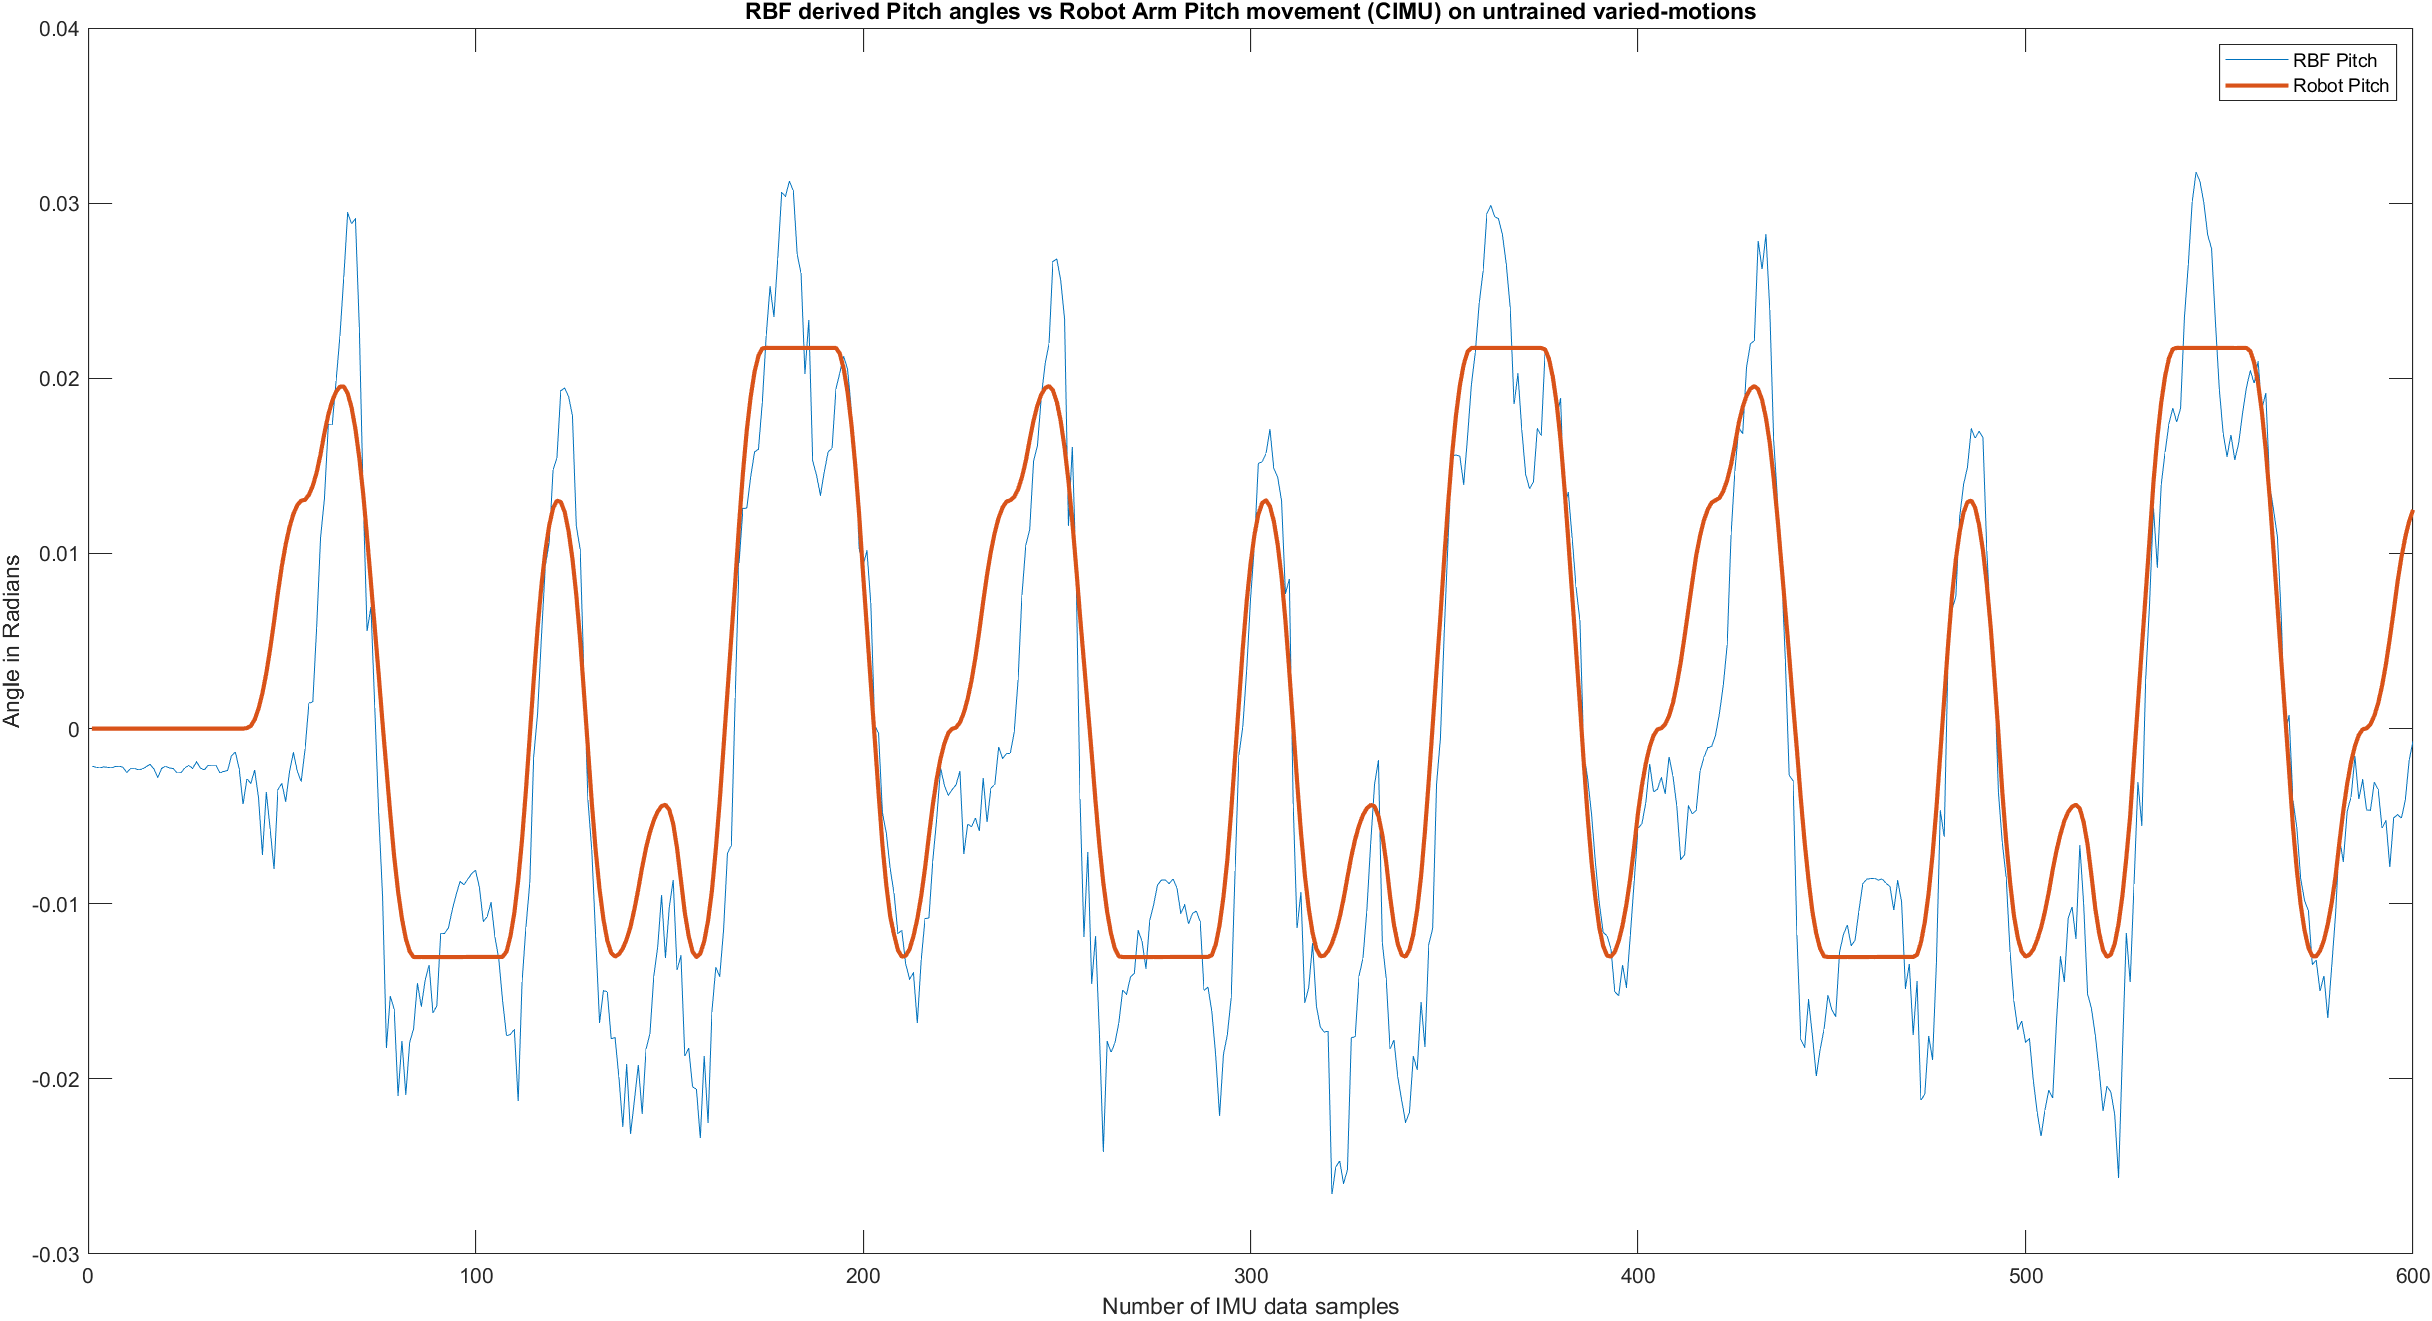 RBF derived Pitch angles vs Robot Arm Pitch movement (CIMU) on untrained varied-motions
0.04
0.03
0.02
0.01
0
-0.01
-0.02
-0.03
Angle in Radians
RBF Pitch
Robot Pitch
0 100 200 300 400 500 600
Number of IMU data samples